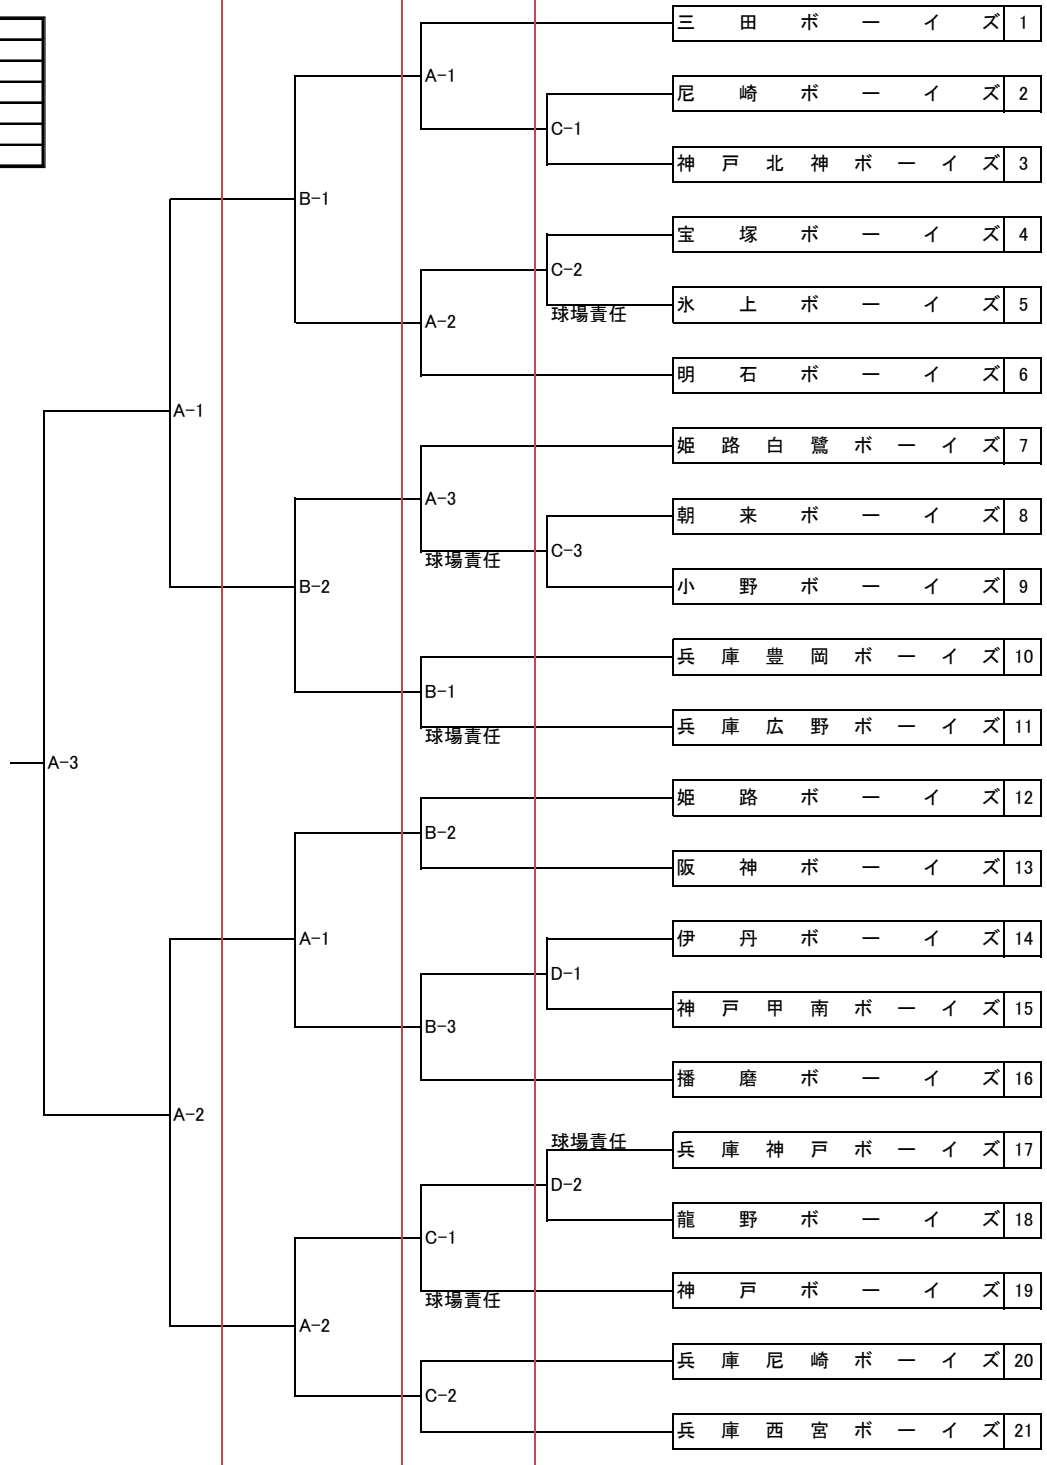 三田ボーイズ 1
A-1
尼崎ボーイズ 2
C-1
神戸北神ボーイズ 3
B-1
宝塚ボーイズ 4
C-2
氷上ボーイズ 5
球場責任
A-2
明石ボーイズ 6
A-1
姫路白鷺ボーイズ 7
A-3
朝来ボーイズ 8
C-3
球場責任
小野ボーイズ 9
B-2
兵庫豊岡ボーイズ 10
B-1
兵庫広野ボーイズ 11
球場責任
A-3
姫路ボーイズ 12
B-2
阪神ボーイズ 13
伊丹ボーイズ 14
A-1
D-1
神戸甲南ボーイズ 15
B-3
播磨ボーイズ 16
A-2
球場責任
兵庫神戸ボーイズ 17
D-2
龍野ボーイズ 18
C-1
神戸ボーイズ 19
球場責任
A-2
兵庫尼崎ボーイズ 20
C-2
兵庫西宮ボーイズ 21